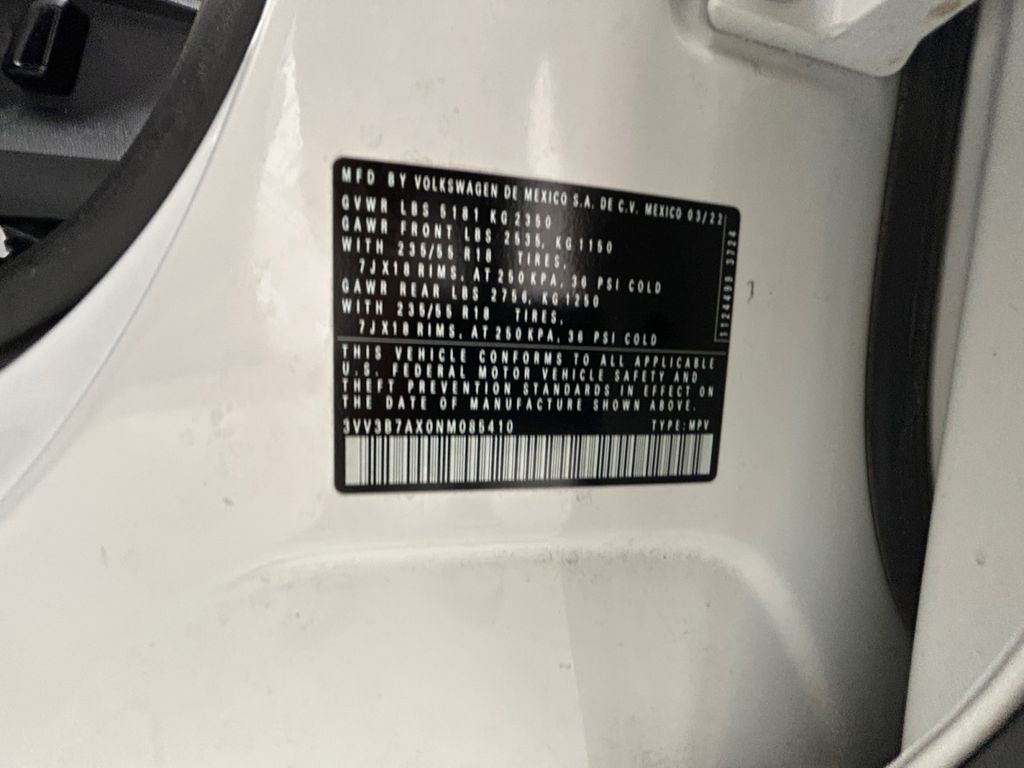 MFD BY VOLKSWAGEN DE MEXICO S.A. DE C.V. MEXICO 03/22
GVWR LBS 5181 KG 2350
GAWR FRONT LBS 2535, KG 1150
WITH 235/55 R18 TIRES,
7JX18 RIMS, AT 250 KPA, 36 PSI COLD
GAWR REAR LBS 2756, KG 1250
WITH 235/55 R18 TIRES,
7JX18 RIMS, AT 250 KPA, 36 PSI COLD
1124499 3724
THIS VEHICLE CONFORMS TO ALL APPLICABLE
U.S. FEDERAL MOTOR VEHICLE SAFETY AND
THEFT PREVENTION STANDARDS IN EFFECT ON
THE DATE OF MANUFACTURE SHOWN ABOVE.
3VV3B7AX0NM085410 TYPE: MPV